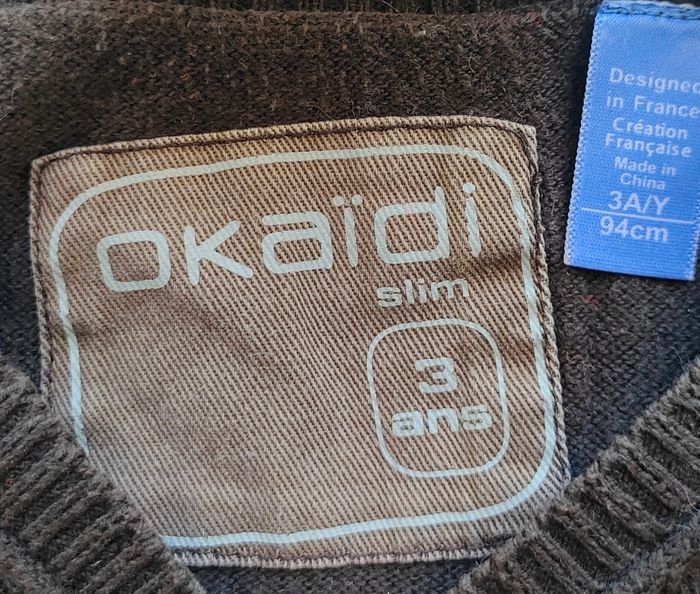 okaïdi
slim
3
ans
Designed
in France
Création
Française
Made in
China
3A/Y
94cm